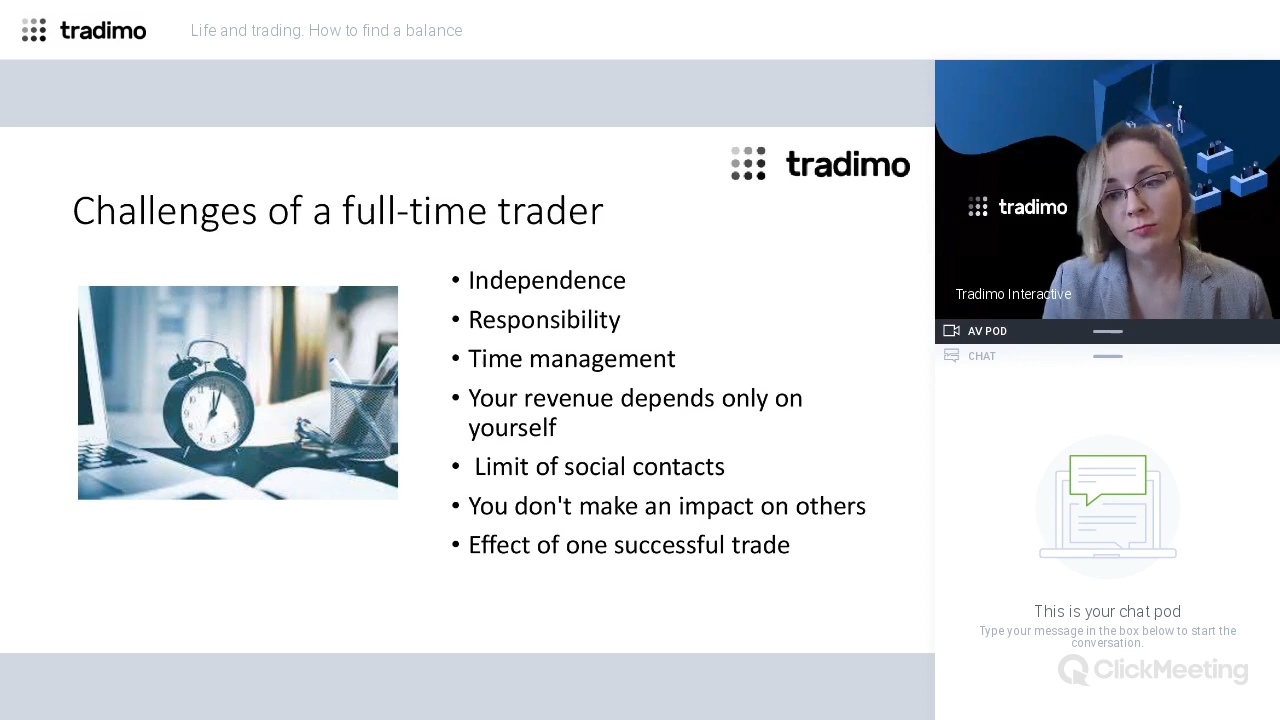 tradimo
Life and trading. How to find a balance
tradimo
Challenges of a full-time trader
• Independence
• Responsibility
• Time management
• Your revenue depends only on
yourself
• Limit of social contacts
• You don't make an impact on others
• Effect of one successful trade
tradimo
Tradimo Interactive
AV POD
CHAT
This is your chat pod
Type your message in the box below to start the
conversation.
ClickMeeting